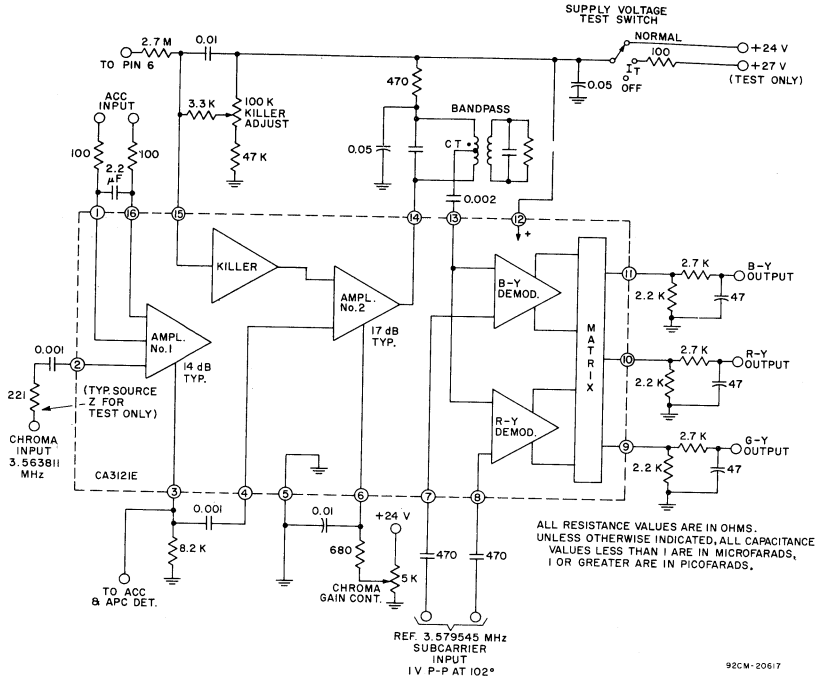 SUPPLY VOLTAGE
TEST SWITCH
NORMAL
+24 V
100
+27 V
(TEST ONLY)
I T
OFF
0.05
2.7 M
0.01
TO PIN 6
470
ACC
INPUT
3.3 K
100 K
KILLER
ADJUST
BANDPASS
100
100
2.2
µF
47 K
0.05
CT
0.002
1
16
15
14
13
12
+
KILLER
AMPL.
No. 2
17 dB
TYP.
B-Y
DEMOD.
MATRIX
11
2.7 K
B-Y
OUTPUT
2.2 K
47
AMPL.
No. 1
14 dB
TYP.
0.001
2
221
(TYP. SOURCE
Z FOR
TEST ONLY)
CHROMA
INPUT
3.563811
MHz
10
2.7 K
R-Y
OUTPUT
2.2 K
47
R-Y
DEMOD.
9
2.7 K
G-Y
OUTPUT
2.2 K
47
CA3121E
3
4
5
6
7
8
0.001
0.01
+24 V
8.2 K
680
5 K
470
470
TO ACC
& APC DET.
CHROMA
GAIN CONT.
ALL RESISTANCE VALUES ARE IN OHMS.
UNLESS OTHERWISE INDICATED, ALL CAPACITANCE
VALUES LESS THAN 1 ARE IN MICROFARADS,
1 OR GREATER ARE IN PICOFARADS.
REF. 3.579545 MHz
SUBCARRIER
INPUT
1 V P-P AT 102°
92CM-20617